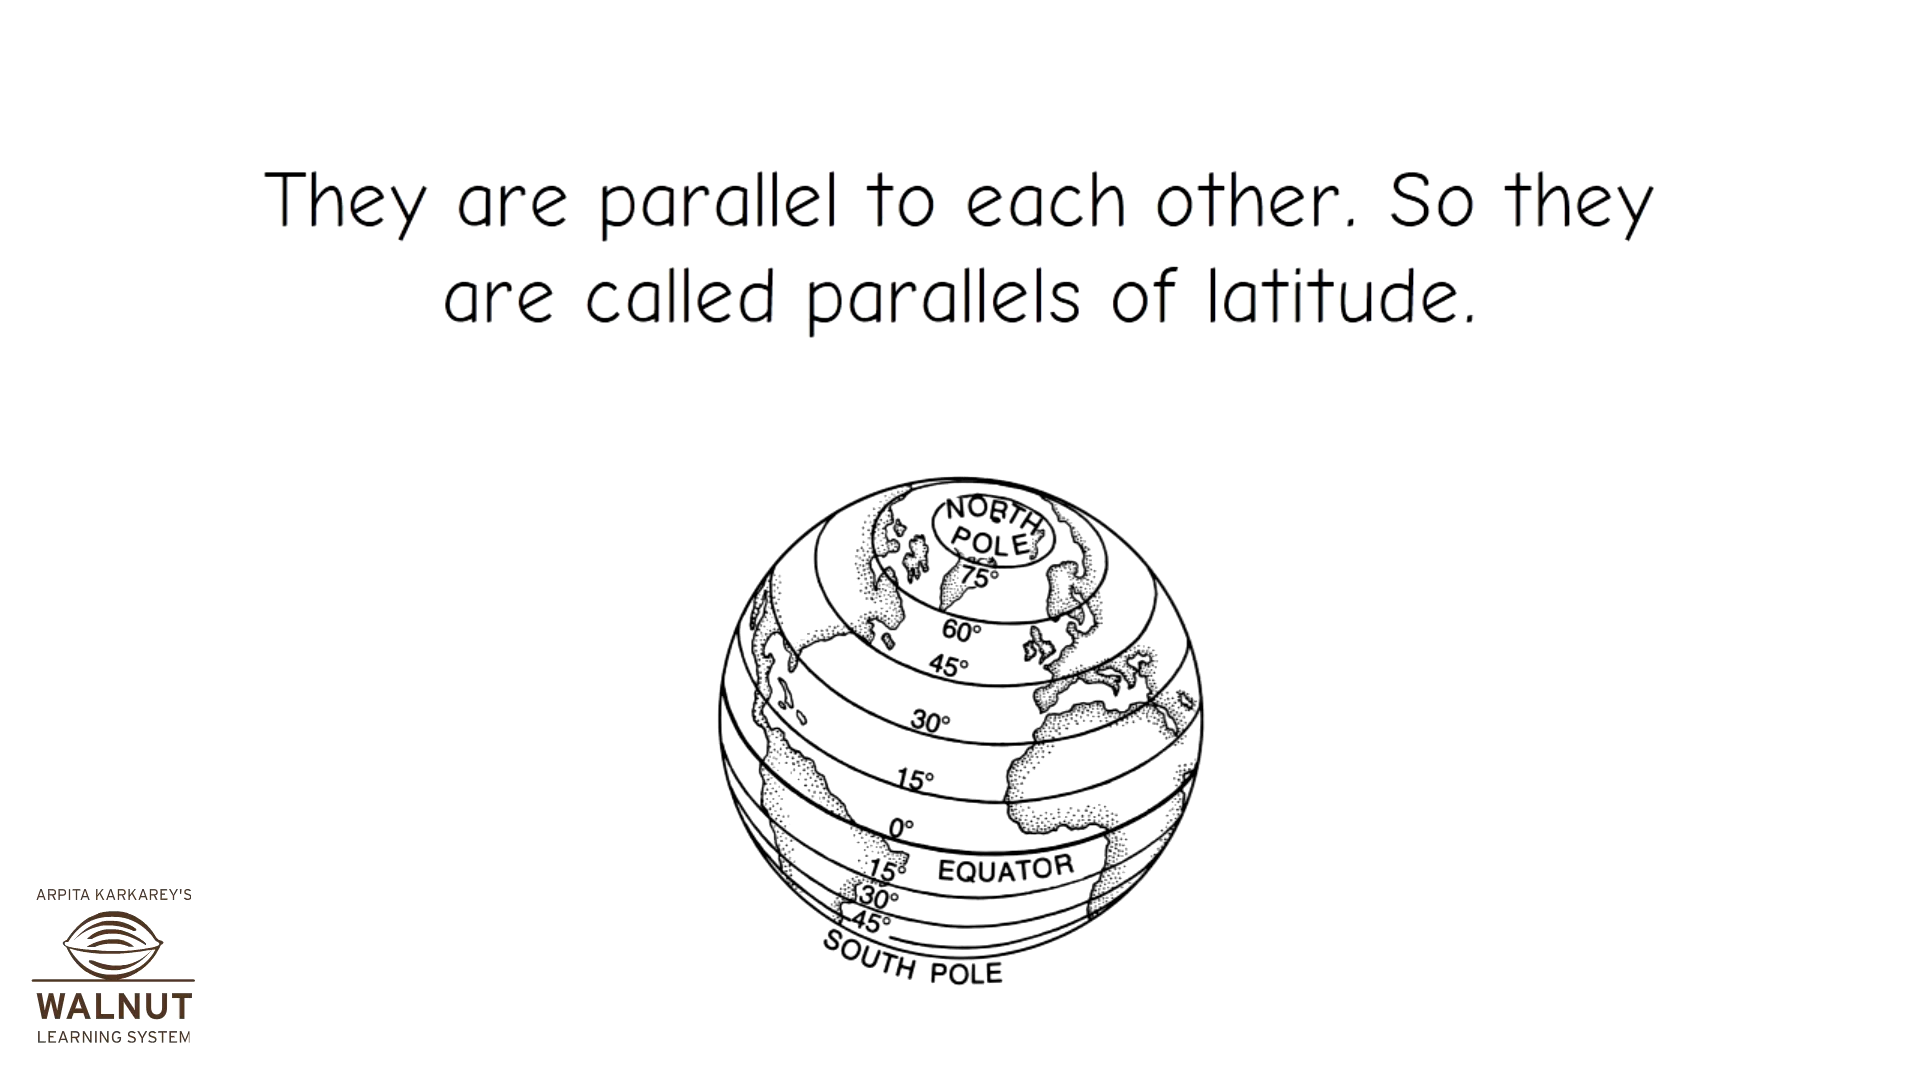 They are parallel to each other. So they
are called parallels of latitude.
NORTH
POLE
75°
60°
45°
30°
15°
0°
EQUATOR
15°
30°
45°
SOUTH POLE
ARPITA KARKAREY'S
WALNUT
LEARNING SYSTEM